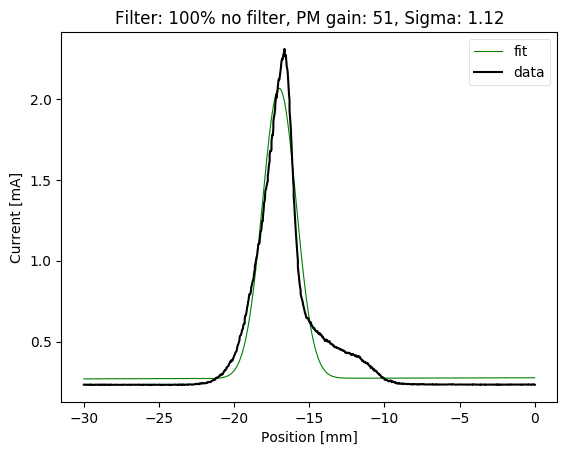 Filter: 100% no filter, PM gain: 51, Sigma: 1.12
fit
data
Current [mA]
2.0
1.5
1.0
0.5
−30
−25
−20
−15
−10
−5
0
Position [mm]